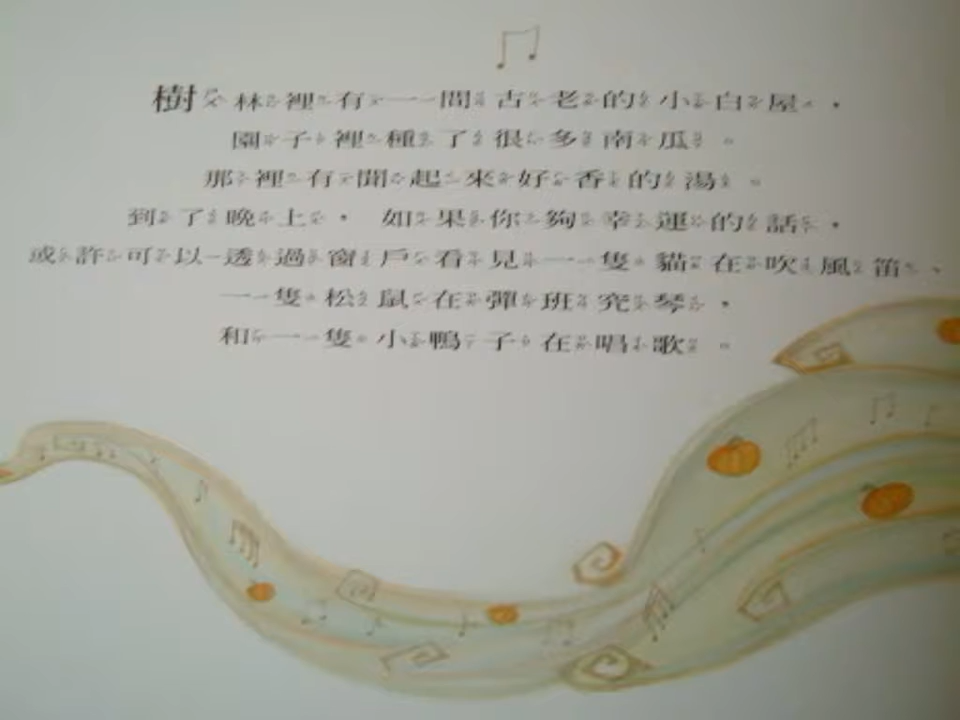 樹林裡有一間古老的小白屋，
園子裡種了很多南瓜。
那裡有聞起來好香的湯。
到了晚上，如果你夠幸運的話，
或許可以透過窗戶看見一隻貓在吹風笛、
一隻松鼠在彈班究琴，
和一隻小鴨子在唱歌。